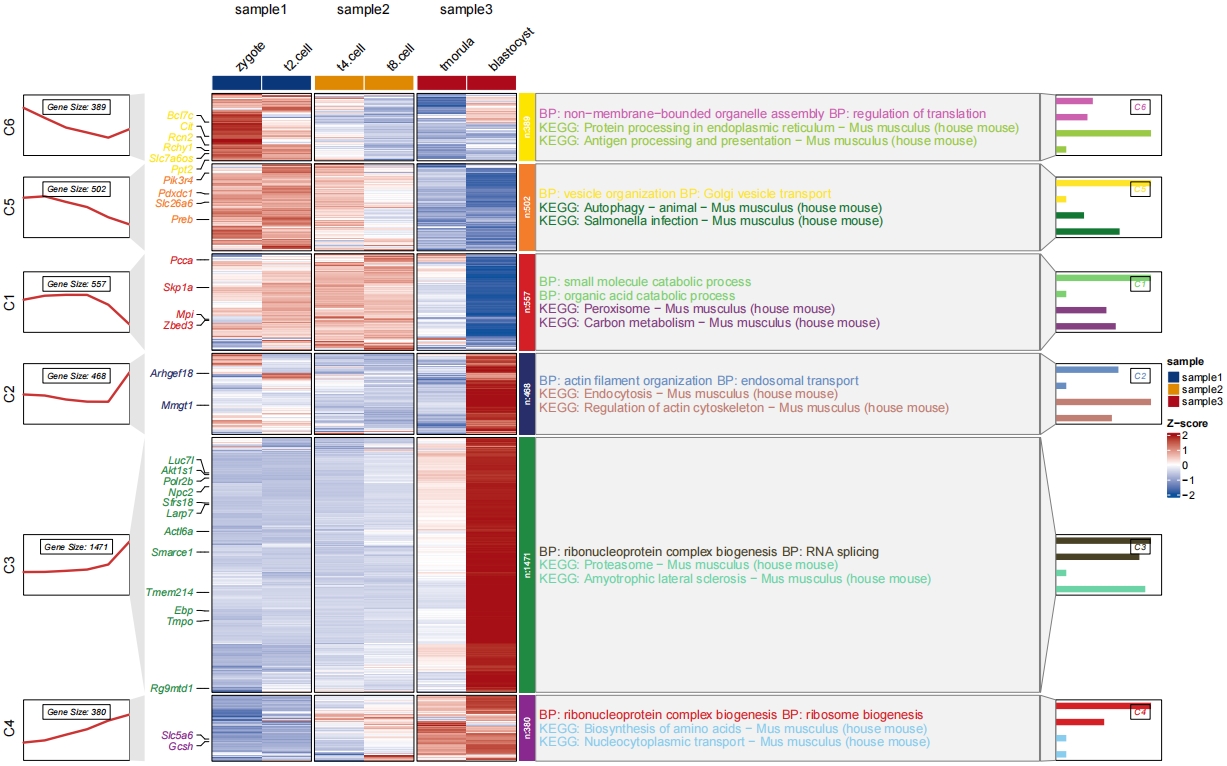 sample1 sample2 sample3
zygote t2.cell t4.cell t8.cell tmorula blastocyst
C6
Gene Size: 389
Bcl7c
Cit
Rcn2
Rchy1
Slc7a6os
Ppt2
n:389
BP: non−membrane−bounded organelle assembly BP: regulation of translation
KEGG: Protein processing in endoplasmic reticulum − Mus musculus (house mouse)
KEGG: Antigen processing and presentation − Mus musculus (house mouse)
C6
C5
Gene Size: 502
Pik3r4
Pdxdc1
Slc26a6
Preb
n:502
BP: vesicle organization BP: Golgi vesicle transport
KEGG: Autophagy − animal − Mus musculus (house mouse)
KEGG: Salmonella infection − Mus musculus (house mouse)
C5
C1
Gene Size: 557
Pcca
Skp1a
Mpi
Zbed3
n:557
BP: small molecule catabolic process
BP: organic acid catabolic process
KEGG: Peroxisome − Mus musculus (house mouse)
KEGG: Carbon metabolism − Mus musculus (house mouse)
C1
C2
Gene Size: 468
Arhgef18
Mmgt1
n:468
BP: actin filament organization BP: endosomal transport
KEGG: Endocytosis − Mus musculus (house mouse)
KEGG: Regulation of actin cytoskeleton − Mus musculus (house mouse)
C2
sample
sample1
sample2
sample3
Z−score
2
1
0
−1
−2
C3
Gene Size: 1471
Luc7l
Akt1s1
Polr2b
Npc2
Sfrs18
Larp7
Actl6a
Smarce1
Tmem214
Ebp
Tmpo
Rg9mtd1
n:1471
BP: ribonucleoprotein complex biogenesis BP: RNA splicing
KEGG: Proteasome − Mus musculus (house mouse)
KEGG: Amyotrophic lateral sclerosis − Mus musculus (house mouse)
C3
C4
Gene Size: 380
Slc5a6
Gcsh
n:380
BP: ribonucleoprotein complex biogenesis BP: ribosome biogenesis
KEGG: Biosynthesis of amino acids − Mus musculus (house mouse)
KEGG: Nucleocytoplasmic transport − Mus musculus (house mouse)
C4